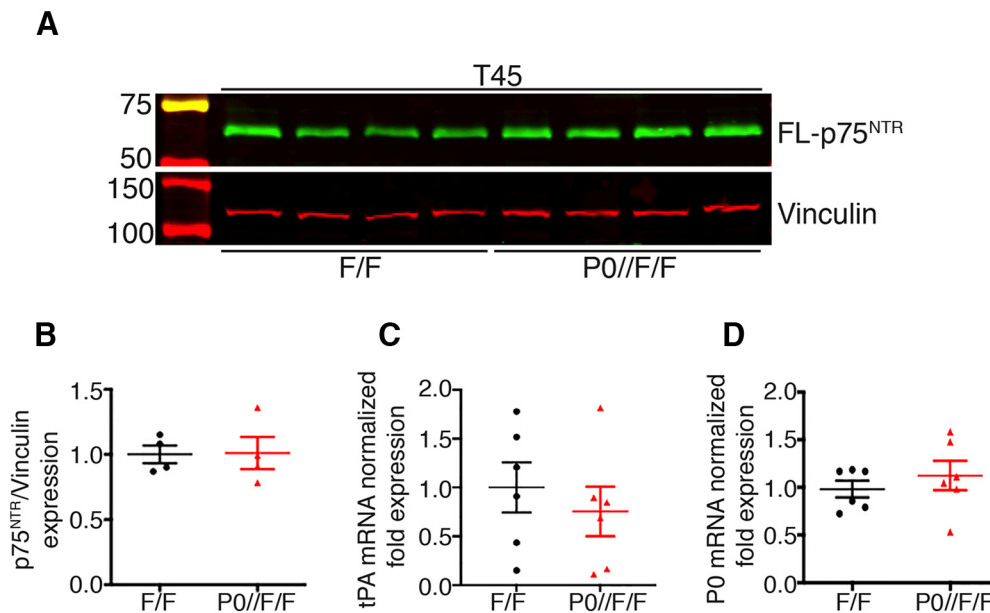 A
T45
75
50
FL-p75NTR
150
100
Vinculin
F/F P0//F/F
B
p75NTR/Vinculin
expression
1.5
1.0
0.5
0.0
F/F P0//F/F
C
tPA mRNA normalized
fold expression
2.0
1.5
1.0
0.5
0.0
F/F P0//F/F
D
P0 mRNA normalized
fold expression
2.0
1.5
1.0
0.5
0.0
F/F P0//F/F